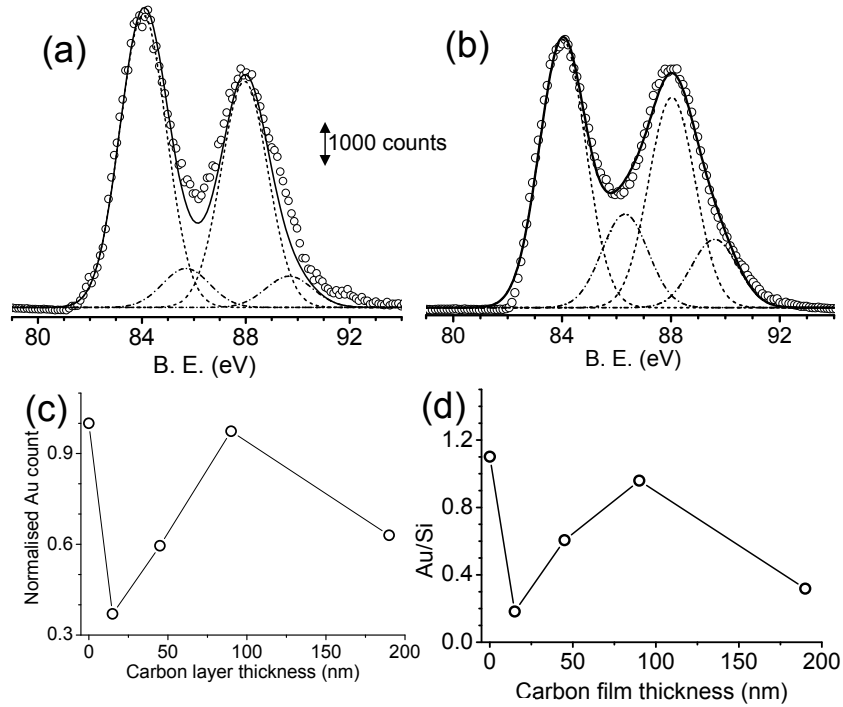 (a)
1000 counts
80 84 88 92
B. E. (eV)
(b)
80 84 88 92
B. E. (eV)
(c)
Normalised Au count
0.9
0.6
0.3
0 50 100 150 200
Carbon layer thickness (nm)
(d)
Au/Si
1.2
0.8
0.4
0.0
0 50 100 150 200
Carbon film thickness (nm)